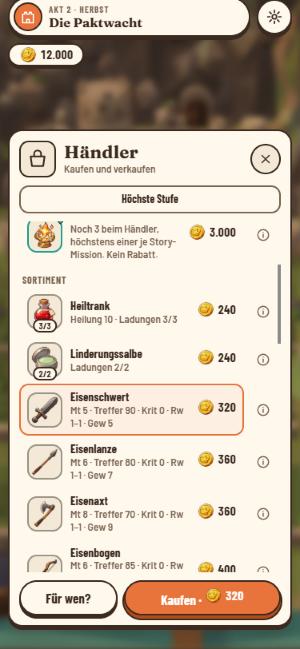 AKT 2 · HERBST
Die Paktwacht
12.000
Händler
Kaufen und verkaufen
Höchste Stufe
Noch 3 beim Händler,
höchstens einer je Story-
Mission. Kein Rabatt.
3.000
SORTIMENT
Heiltrank
Heilung 10 · Ladungen 3/3
3/3
240
Linderungssalbe
Ladungen 2/2
2/2
240
Eisenschwert
Mt 5 · Treffer 90 · Krit 0 · Rw
1–1 · Gew 5
320
Eisenlanze
Mt 6 · Treffer 80 · Krit 0 · Rw
1–1 · Gew 7
360
Eisenaxt
Mt 8 · Treffer 70 · Krit 0 · Rw
1–1 · Gew 9
360
Eisenbogen
Mt 6 · Treffer 85 · Krit 0 · Rw
400
Für wen?
Kaufen · 320